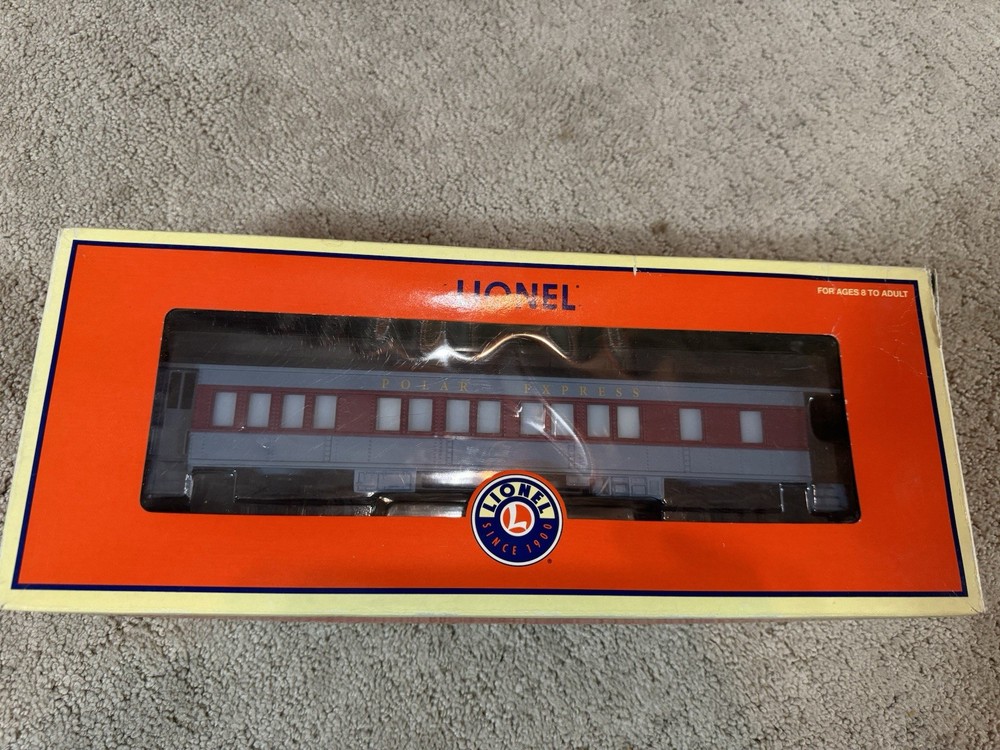 LIONEL
FOR AGES 8 TO ADULT
POLAR EXPRESS
LIONEL
L
SINCE 1900